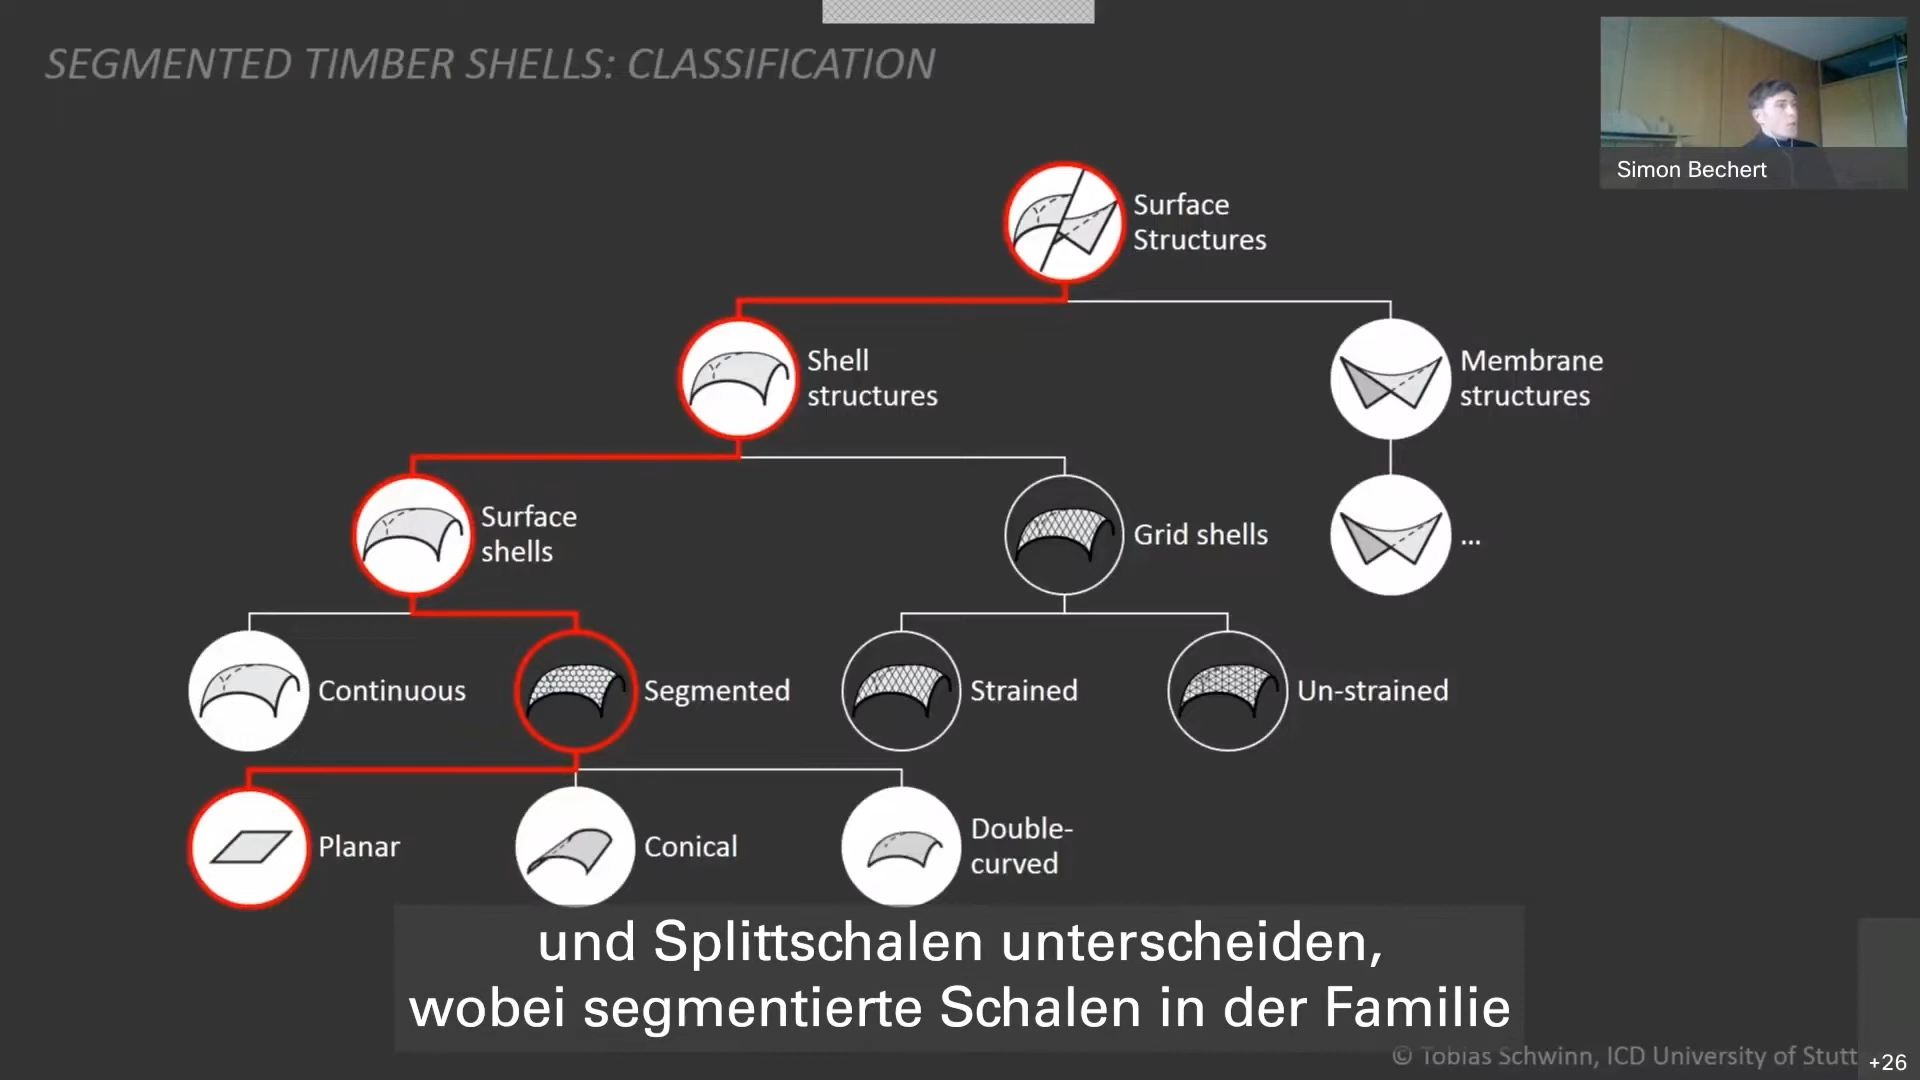 SEGMENTED TIMBER SHELLS: CLASSIFICATION
Simon Bechert
Surface
Structures
Shell
structures
Membrane
structures
Surface
shells
Grid shells
...
Continuous
Segmented
Strained
Un-strained
Planar
Conical
Double-
curved
und Splittschalen unterscheiden,
wobei segmentierte Schalen in der Familie
© Tobias Schwinn, ICD University of Stutt
+26